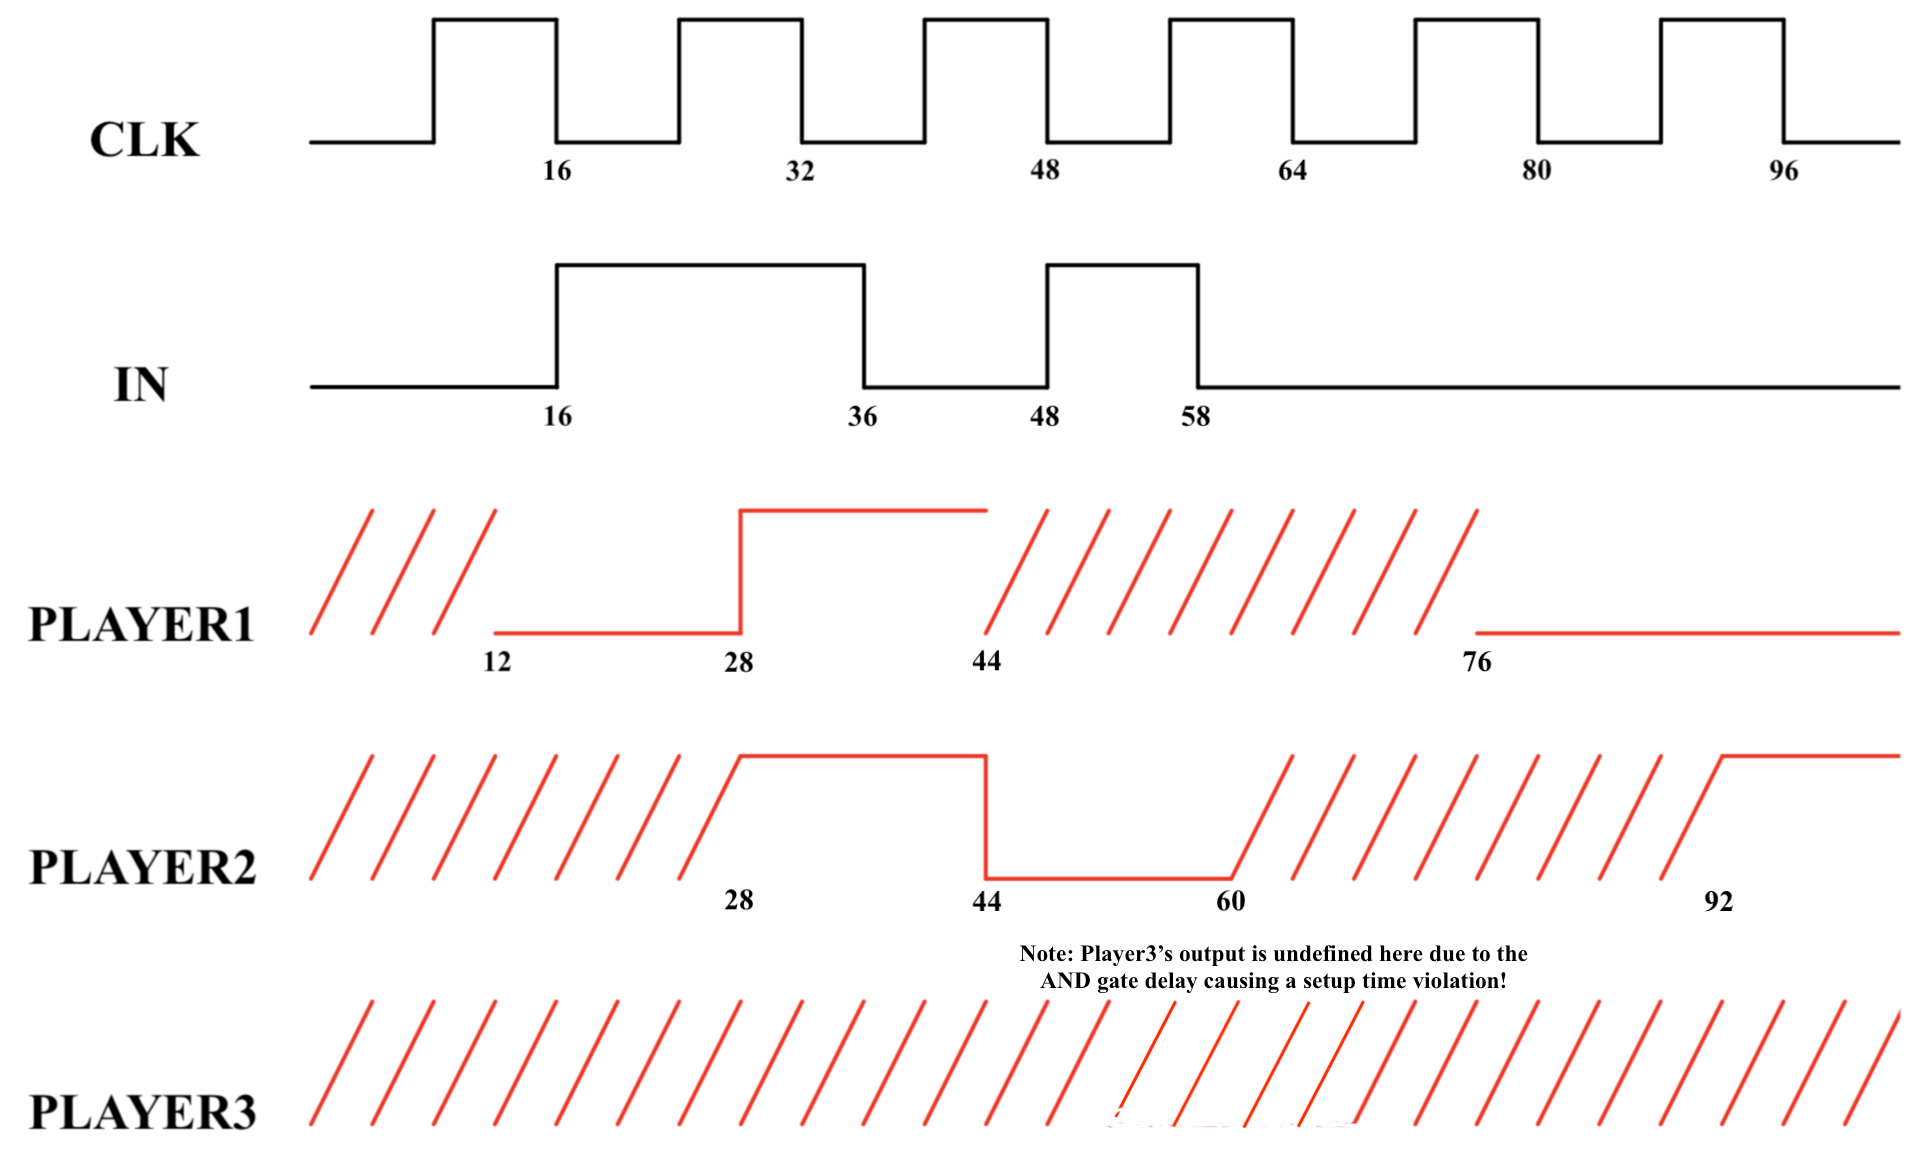 CLK
16 32 48 64 80 96
IN
16 36 48 58
PLAYER1
12 28 44 76
PLAYER2
28 44 60 92
Note: Player3’s output is undefined here due to the
AND gate delay causing a setup time violation!
PLAYER3